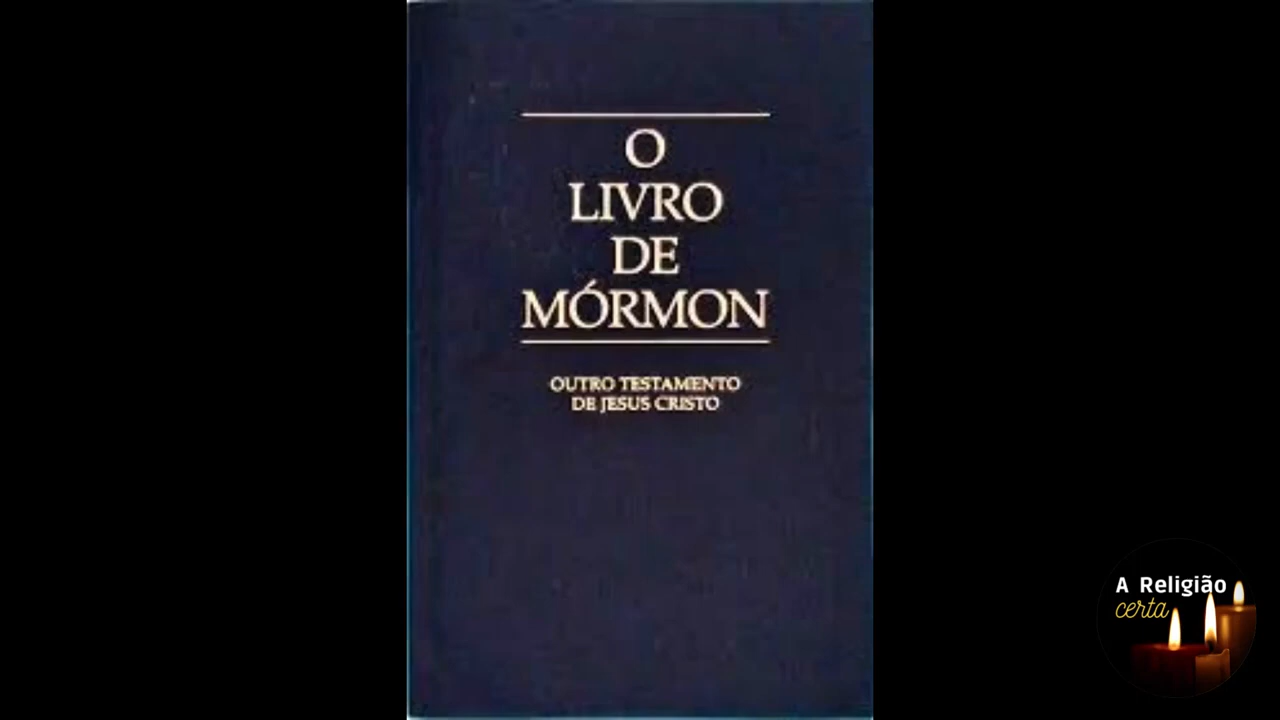 O
LIVRO
DE
MÓRMON
OUTRO TESTAMENTO
DE JESUS CRISTO
A Religião
certa